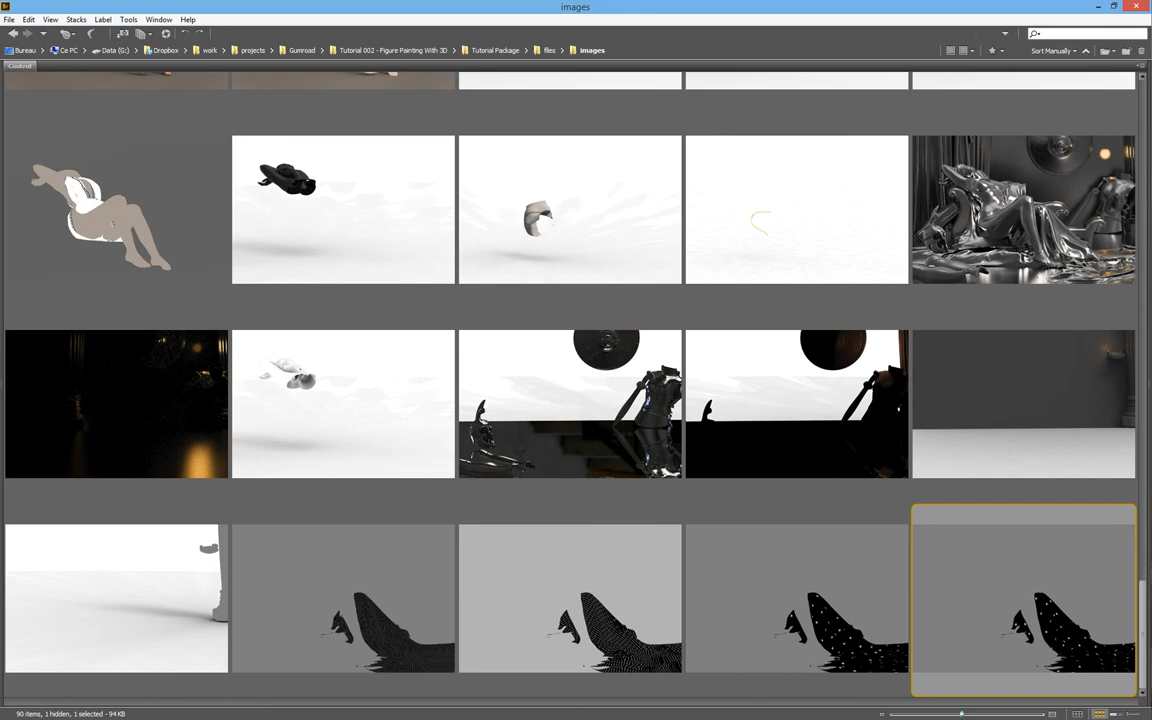 Br
images
File Edit View Stacks Label Tools Window Help
Bureau Ce PC Data (G:) Dropbox work projects Gumroad Tutorial 002 - Figure Painting With 3D Tutorial Package files images
Sort Manually
Content
90 items, 1 hidden, 1 selected - 94 KB